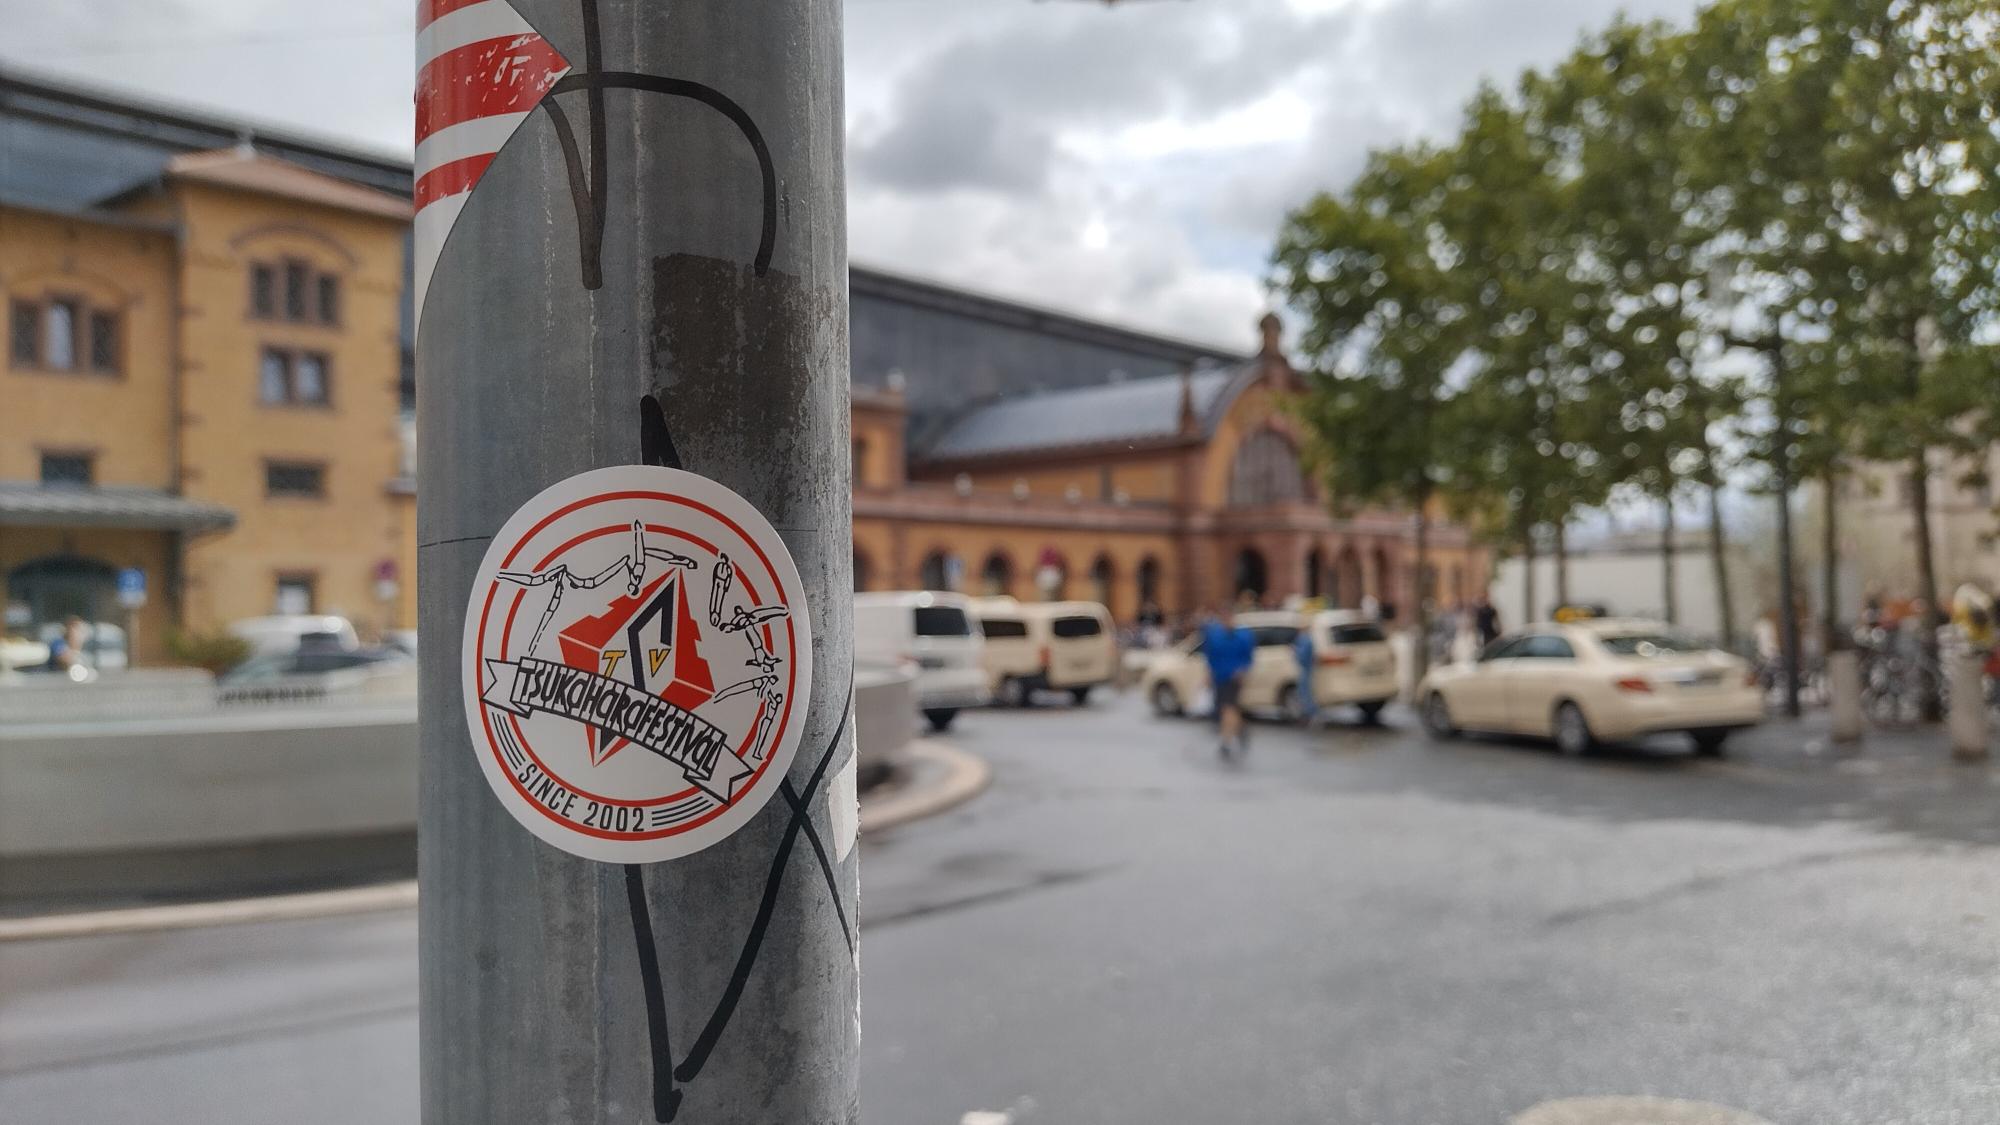 T V
TSUKAHARAFESTIVAL
SINCE 2002